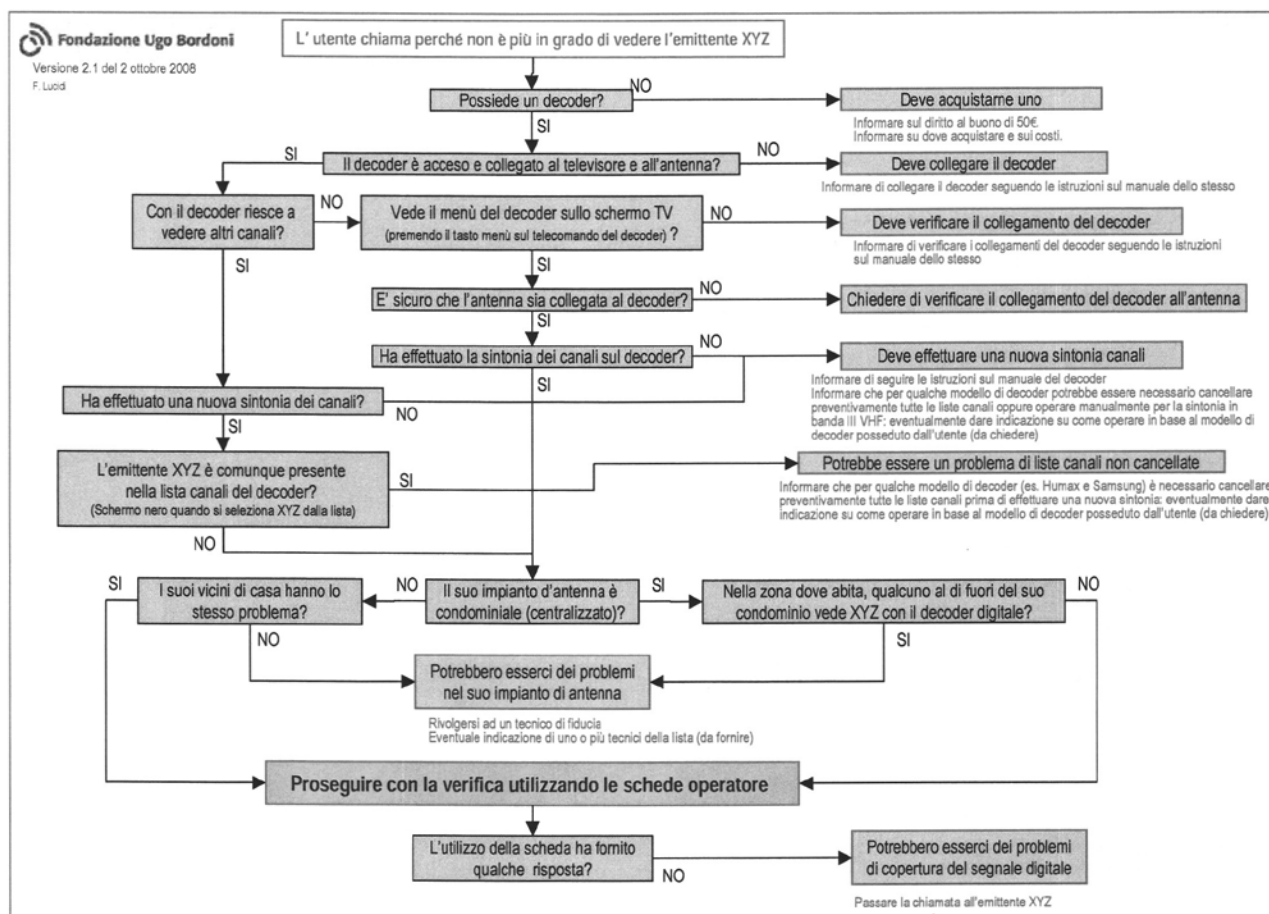 Fondazione Ugo Bordoni
Versione 2.1 del 2 ottobre 2008
F. Lucidi
L' utente chiama perché non è più in grado di vedere l'emittente XYZ
Possiede un decoder?
NO
Deve acquistarne uno
Informare sul diritto al buono di 50€.
Informare su dove acquistare e sui costi.
SI
SI
Il decoder è acceso e collegato al televisore e all'antenna?
NO
Deve collegare il decoder
Informare di collegare il decoder seguendo le istruzioni sul manuale dello stesso
Con il decoder riesce a
vedere altri canali?
NO
Vede il menù del decoder sullo schermo TV
(premendo il tasto menù sul telecomando del decoder) ?
NO
Deve verificare il collegamento del decoder
Informare di verificare i collegamenti del decoder seguendo le istruzioni
sul manuale dello stesso
SI
SI
E' sicuro che l'antenna sia collegata al decoder?
NO
Chiedere di verificare il collegamento del decoder all'antenna
SI
Ha effettuato la sintonia dei canali sul decoder?
NO
Deve effettuare una nuova sintonia canali
Informare di seguire le istruzioni sul manuale del decoder
Informare che per qualche modello di decoder potrebbe essere necessario cancellare
preventivamente tutte le liste canali oppure operare manualmente per la sintonia in
banda III VHF: eventualmente dare indicazione su come operare in base al modello di
decoder posseduto dall'utente (da chiedere)
SI
Ha effettuato una nuova sintonia dei canali?
NO
SI
L'emittente XYZ è comunque presente
nella lista canali del decoder?
(Schermo nero quando si seleziona XYZ dalla lista)
SI
Potrebbe essere un problema di liste canali non cancellate
Informare che per qualche modello di decoder (es. Humax e Samsung) è necessario cancellare
preventivamente tutte le liste canali prima di effettuare una nuova sintonia: eventualmente dare
indicazione su come operare in base al modello di decoder posseduto dall'utente (da chiedere)
NO
SI
I suoi vicini di casa hanno lo
stesso problema?
NO
Il suo impianto d'antenna è
condominiale (centralizzato)?
SI
Nella zona dove abita, qualcuno al di fuori del suo
condominio vede XYZ con il decoder digitale?
NO
NO
SI
Potrebbero esserci dei problemi
nel suo impianto di antenna
Rivolgersi ad un tecnico di fiducia
Eventuale indicazione di uno o più tecnici della lista (da fornire)
Proseguire con la verifica utilizzando le schede operatore
L'utilizzo della scheda ha fornito
qualche risposta?
NO
Potrebbero esserci dei problemi
di copertura del segnale digitale
Passare la chiamata all'emittente XYZ